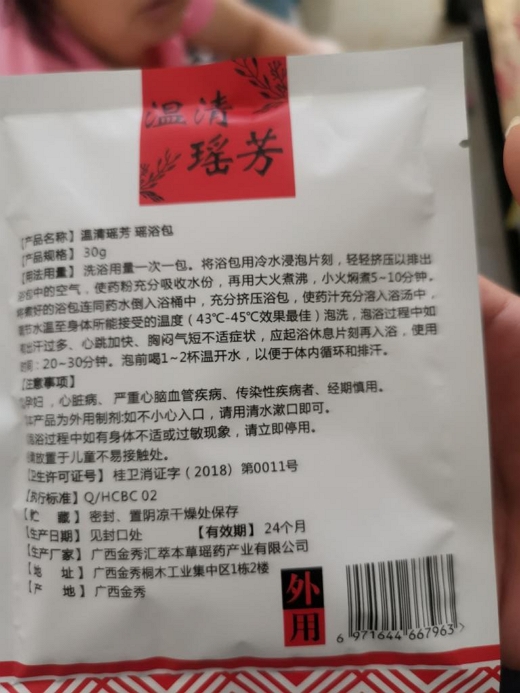 温清
瑶芳
【产品名称】温清瑶芳 瑶浴包
【产品规格】30g
【用法用量】洗浴用量一次一包。将浴包用冷水浸泡片刻，轻轻挤压以排出
浴包中的空气，使药粉充分吸收水份，再用大火煮沸，小火焖煮5~10分钟。
将煮好的浴包连同药水倒入浴桶中，充分挤压浴包，使药汁充分溶入浴汤中，
调节水温至身体所能接受的温度（43℃-45℃效果最佳）泡洗，泡浴过程中如
出汗过多、心跳加快、胸闷气短不适症状，应起浴休息片刻再入浴，使用
时间：20~30分钟。泡前喝1~2杯温开水，以便于体内循环和排汗。
【注意事项】
孕妇，心脏病、严重心脑血管疾病、传染性疾病者、经期慎用。
本产品为外用制剂:如不小心入口，请用清水漱口即可。
浴过程中如有身体不适或过敏现象，请立即停用。
请放置于儿童不易接触处。
【卫生许可证号】桂卫消证字（2018）第0011号
【执行标准】Q/HCBC 02
【贮 藏】密封、置阴凉干燥处保存
【生产日期】见封口处 【有效期】24个月
【生产厂家】广西金秀汇萃本草瑶药产业有限公司
【地 址】广西金秀桐木工业集中区1栋2楼
【产 地】广西金秀
外用
6 971644 667963